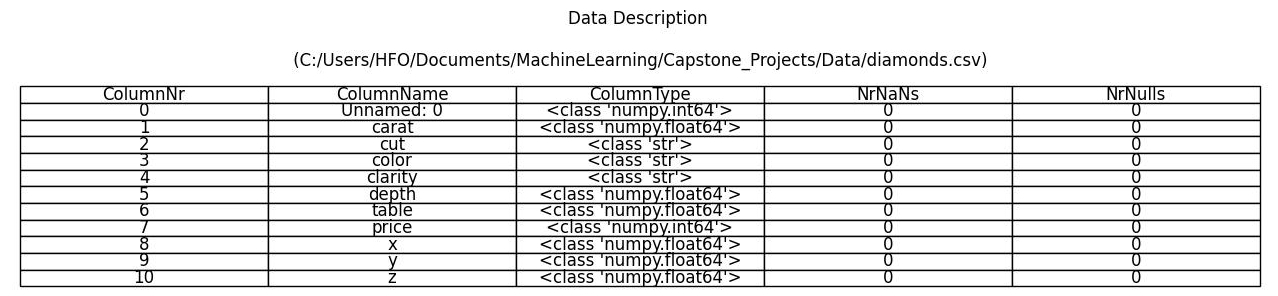 Data Description
(C:/Users/HFO/Documents/MachineLearning/Capstone_Projects/Data/diamonds.csv)
ColumnNr ColumnName ColumnType NrNaNs NrNulls
0 Unnamed: 0 <class 'numpy.int64'> 0 0
1 carat <class 'numpy.float64'> 0 0
2 cut <class 'str'> 0 0
3 color <class 'str'> 0 0
4 clarity <class 'str'> 0 0
5 depth <class 'numpy.float64'> 0 0
6 table <class 'numpy.float64'> 0 0
7 price <class 'numpy.int64'> 0 0
8 x <class 'numpy.float64'> 0 0
9 y <class 'numpy.float64'> 0 0
10 z <class 'numpy.float64'> 0 0